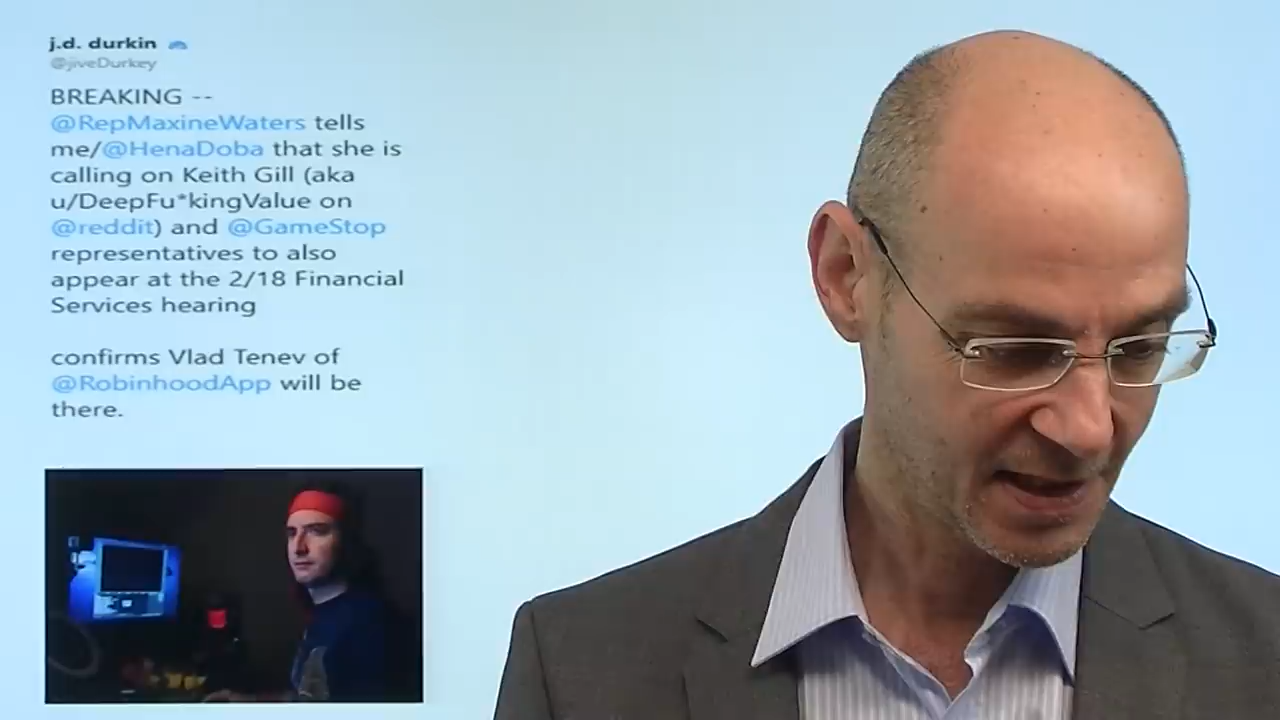 j.d. durkin
@jiveDurkey
BREAKING --
@RepMaxineWaters tells
me/@HenaDoba that she is
calling on Keith Gill (aka
u/DeepFu*kingValue on
@reddit) and @GameStop
representatives to also
appear at the 2/18 Financial
Services hearing
confirms Vlad Tenev of
@RobinhoodApp will be
there.